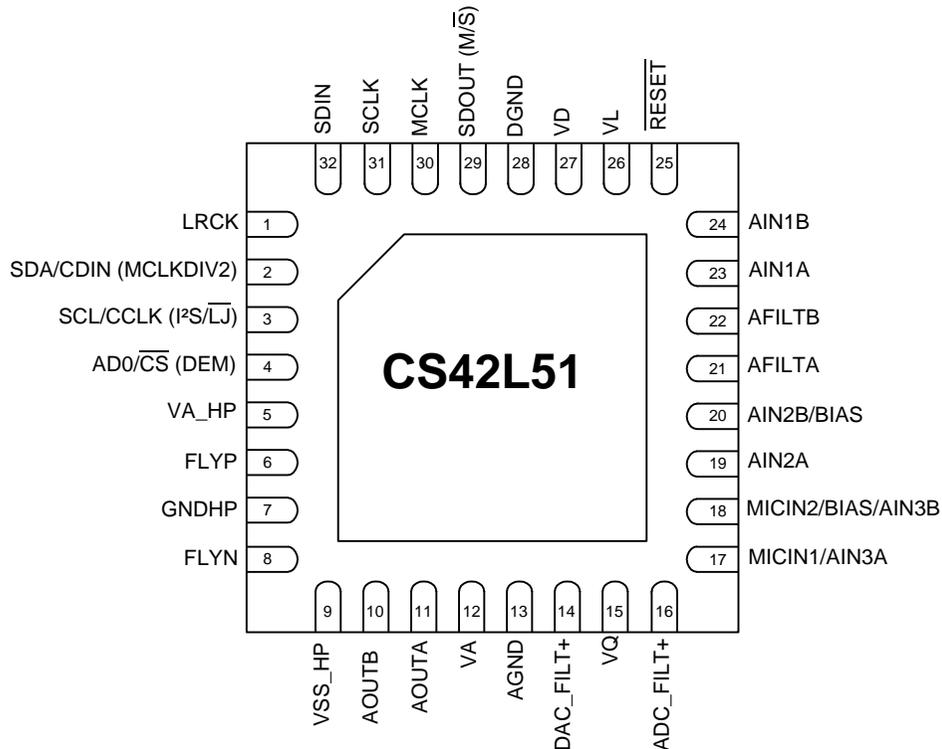 SDIN
SCLK
MCLK
SDOUT (M/S̅)
DGND
VD
VL
R̅E̅S̅E̅T̅
32
31
30
29
28
27
26
25
LRCK 1
SDA/CDIN (MCLKDIV2) 2
SCL/CCLK (I²S/L̅J̅) 3
AD0/C̅S̅ (DEM) 4
VA_HP 5
FLYP 6
GNDHP 7
FLYN 8
CS42L51
24 AIN1B
23 AIN1A
22 AFILTB
21 AFILTA
20 AIN2B/BIAS
19 AIN2A
18 MICIN2/BIAS/AIN3B
17 MICIN1/AIN3A
9
10
11
12
13
14
15
16
VSS_HP
AOUTB
AOUTA
VA
AGND
DAC_FILT+
VQ
ADC_FILT+